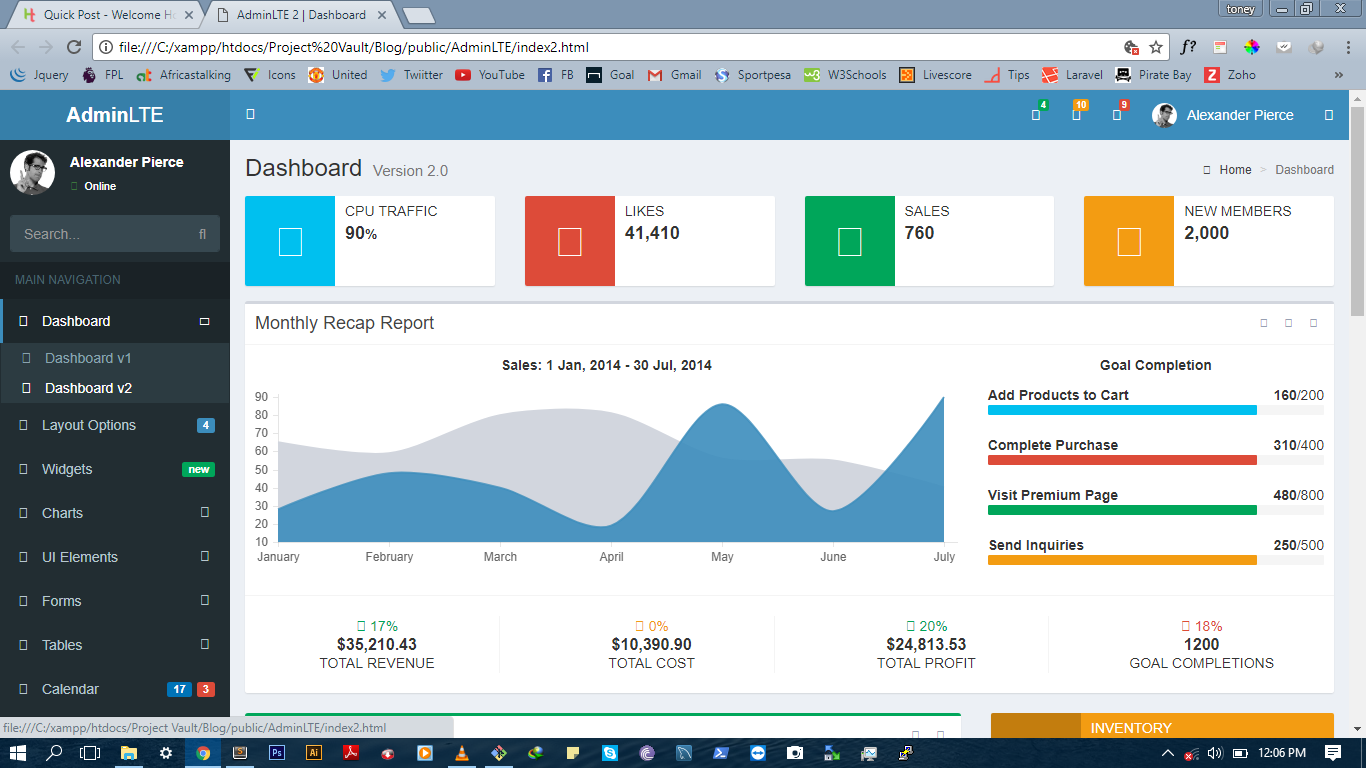 Quick Post - Welcome Ho
AdminLTE 2 | Dashboard
toney
file:///C:/xampp/htdocs/Project%20Vault/Blog/public/AdminLTE/index2.html
f?
Jquery FPL Africastalking Icons United Twitter YouTube FB Goal Gmail Sportpesa W3Schools Livescore Tips Laravel Pirate Bay Zoho »
AdminLTE
4 10 9 Alexander Pierce
Alexander Pierce
Online
Search...
MAIN NAVIGATION
Dashboard
Dashboard v1
Dashboard v2
Layout Options 4
Widgets new
Charts
UI Elements
Forms
Tables
Calendar 17 3
Dashboard Version 2.0
Home > Dashboard
CPU TRAFFIC
90%
LIKES
41,410
SALES
760
NEW MEMBERS
2,000
Monthly Recap Report
Sales: 1 Jan, 2014 - 30 Jul, 2014
90
80
70
60
50
40
30
20
10
January February March April May June July
Goal Completion
Add Products to Cart 160/200
Complete Purchase 310/400
Visit Premium Page 480/800
Send Inquiries 250/500
17%
$35,210.43
TOTAL REVENUE
0%
$10,390.90
TOTAL COST
20%
$24,813.53
TOTAL PROFIT
18%
1200
GOAL COMPLETIONS
INVENTORY
file:///C:/xampp/htdocs/Project Vault/Blog/public/AdminLTE/index2.html
Ps
Ai
12:06 PM